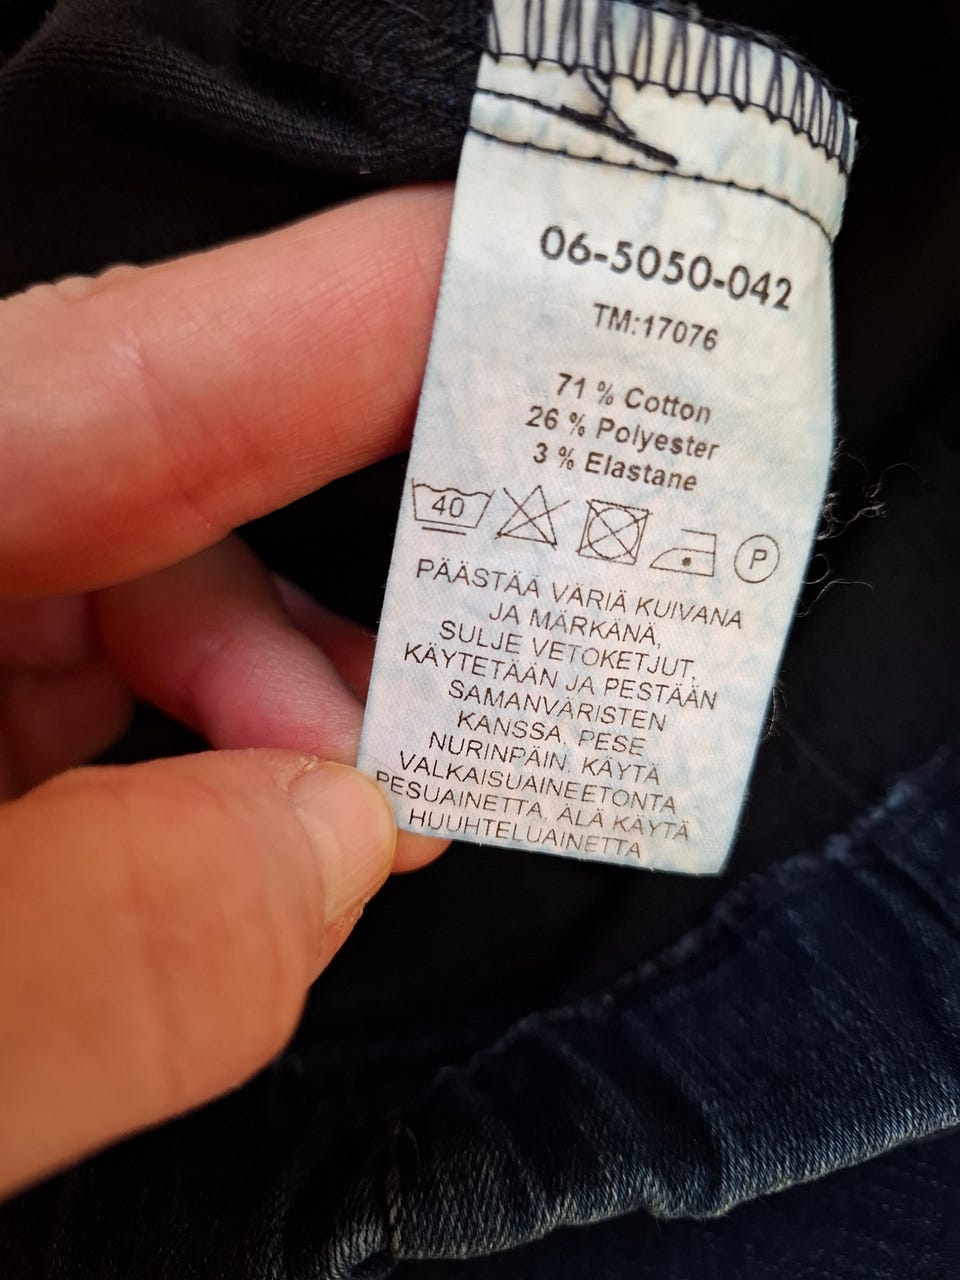 06-5050-042
TM:17076
71 % Cotton
26 % Polyester
3 % Elastane
40 P
PÄÄSTÄÄ VÄRIÄ KUIVANA
JA MÄRKÄNÄ,
SULJE VETOKETJUT,
KÄYTETÄÄN JA PESTÄÄN
SAMANVÄRISTEN
KANSSA. PESE
NURINPÄIN. KÄYTÄ
VALKAISUAINEETONTA
PESUAINETTA. ÄLÄ KÄYTÄ
HUUHTELUAINETTA